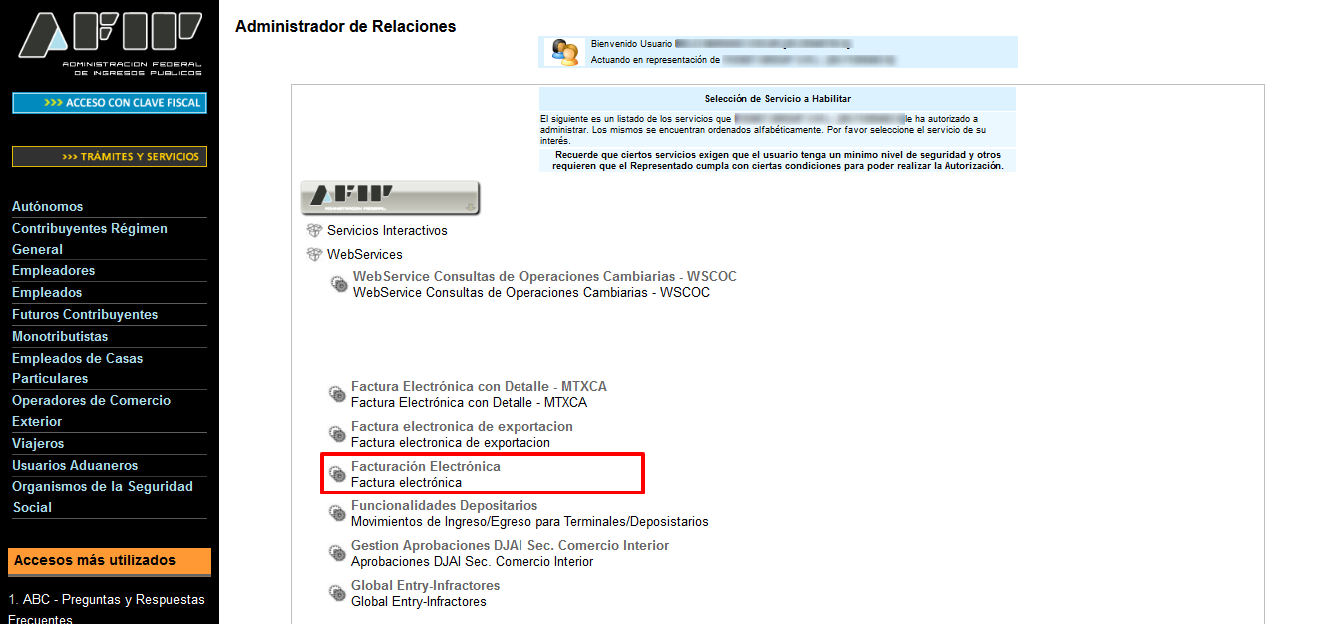 AFIP
ADMINISTRACION FEDERAL
DE INGRESOS PUBLICOS
>>> ACCESO CON CLAVE FISCAL
>>> TRÁMITES Y SERVICIOS
Autónomos
Contribuyentes Régimen
General
Empleadores
Empleados
Futuros Contribuyentes
Monotributistas
Empleados de Casas
Particulares
Operadores de Comercio
Exterior
Viajeros
Usuarios Aduaneros
Organismos de la Seguridad
Social
Accesos más utilizados
1. ABC - Preguntas y Respuestas
Frecuentes
Administrador de Relaciones
Bienvenido Usuario
Actuando en representación de
Selección de Servicio a Habilitar
El siguiente es un listado de los servicios que le ha autorizado a
administrar. Los mismos se encuentran ordenados alfabéticamente. Por favor seleccione el servicio de su
interés.
Recuerde que ciertos servicios exigen que el usuario tenga un mínimo nivel de seguridad y otros
requieren que el Representado cumpla con ciertas condiciones para poder realizar la Autorización.
AFIP
Servicios Interactivos
WebServices
WebService Consultas de Operaciones Cambiarias - WSCOC
WebService Consultas de Operaciones Cambiarias - WSCOC
Factura Electrónica con Detalle - MTXCA
Factura Electrónica con Detalle - MTXCA
Factura electronica de exportacion
Factura electronica de exportacion
Facturación Electrónica
Factura electrónica
Funcionalidades Depositarios
Movimientos de Ingreso/Egreso para Terminales/Deposistarios
Gestion Aprobaciones DJAI Sec. Comercio Interior
Aprobaciones DJAI Sec. Comercio Interior
Global Entry-Infractores
Global Entry-Infractores